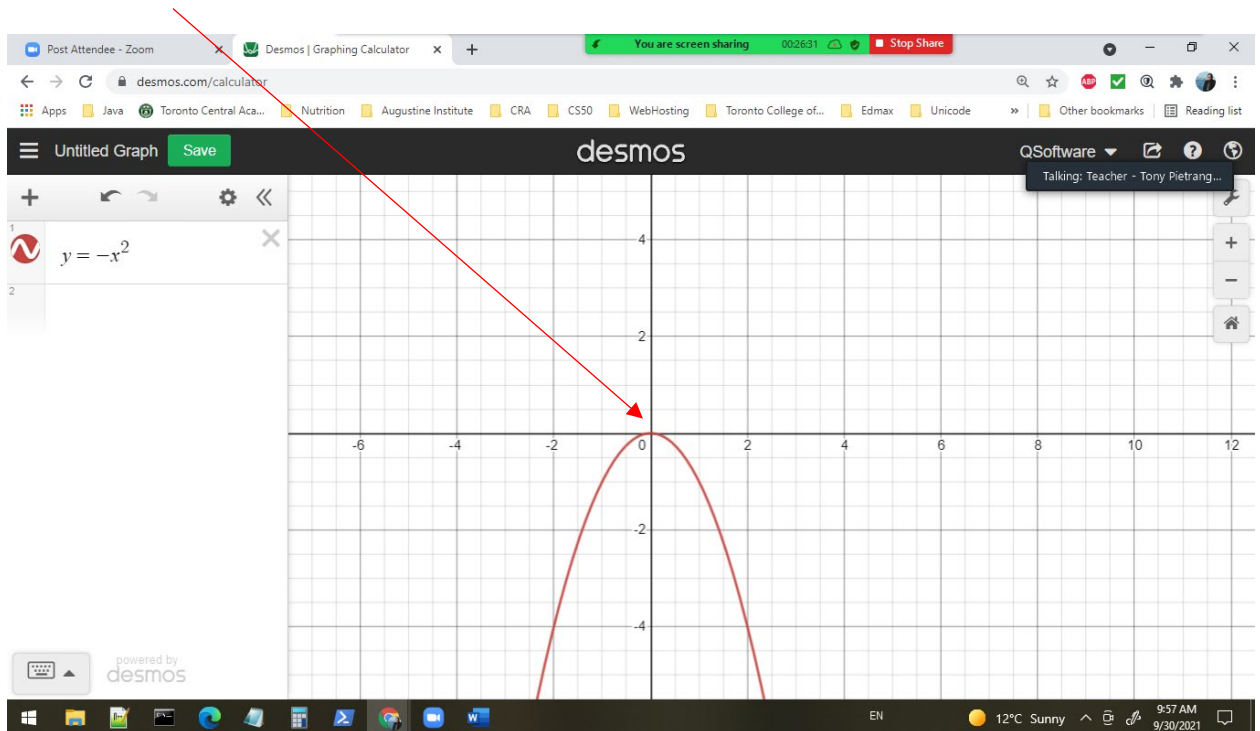 Post Attendee - Zoom
Desmos | Graphing Calculator
You are screen sharing 00:26:31 Stop Share
desmos.com/calculator
ABP
Apps Java Toronto Central Aca... Nutrition Augustine Institute CRA CS50 WebHosting Toronto College of... Edmax Unicode » Other bookmarks Reading list
Untitled Graph Save desmos QSoftware
Talking: Teacher - Tony Pietrang...
1
y = −x²
2
4
2
-6 -4 -2 0 2 4 6 8 10 12
-2
-4
powered by
desmos
EN 12°C Sunny 9:57 AM
9/30/2021